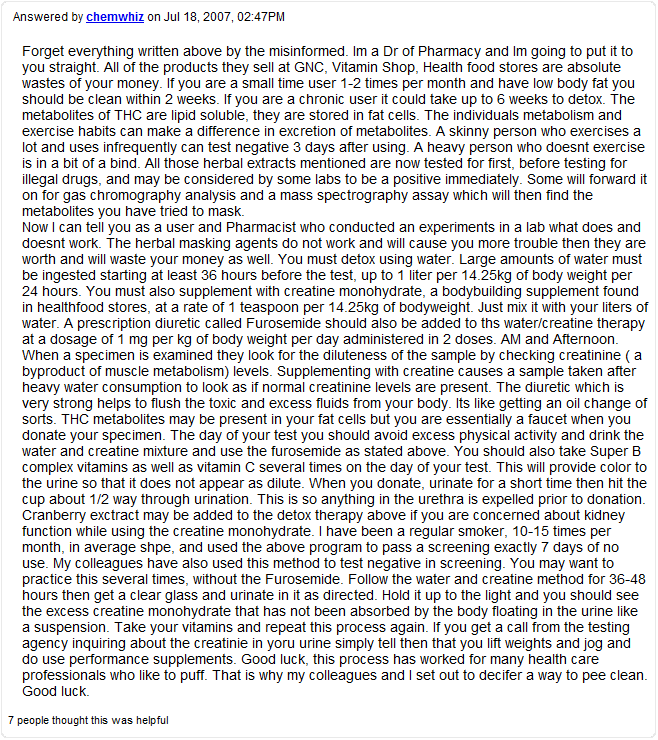 Answered by chemwhiz on Jul 18, 2007, 02:47PM
Forget everything written above by the misinformed. Im a Dr of Pharmacy and Im going to put it to
you straight. All of the products they sell at GNC, Vitamin Shop, Health food stores are absolute
wastes of your money. If you are a small time user 1-2 times per month and have low body fat you
should be clean within 2 weeks. If you are a chronic user it could take up to 6 weeks to detox. The
metabolites of THC are lipid soluble, they are stored in fat cells. The individuals metabolism and
exercise habits can make a difference in excretion of metabolites. A skinny person who exercises a
lot and uses infrequently can test negative 3 days after using. A heavy person who doesnt exercise
is in a bit of a bind. All those herbal extracts mentioned are now tested for first, before testing for
illegal drugs, and may be considered by some labs to be a positive immediately. Some will forward it
on for gas chromography analysis and a mass spectrography assay which will then find the
metabolites you have tried to mask.
Now I can tell you as a user and Pharmacist who conducted an experiments in a lab what does and
doesnt work. The herbal masking agents do not work and will cause you more trouble then they are
worth and will waste your money as well. You must detox using water. Large amounts of water must
be ingested starting at least 36 hours before the test, up to 1 liter per 14.25kg of body weight per
24 hours. You must also supplement with creatine monohydrate, a bodybuilding supplement found
in healthfood stores, at a rate of 1 teaspoon per 14.25kg of bodyweight. Just mix it with your liters of
water. A prescription diuretic called Furosemide should also be added to ths water/creatine therapy
at a dosage of 1 mg per kg of body weight per day administered in 2 doses. AM and Afternoon.
When a specimen is examined they look for the diluteness of the sample by checking creatinine ( a
byproduct of muscle metabolism) levels. Supplementing with creatine causes a sample taken after
heavy water consumption to look as if normal creatinine levels are present. The diuretic which is
very strong helps to flush the toxic and excess fluids from your body. Its like getting an oil change of
sorts. THC metabolites may be present in your fat cells but you are essentially a faucet when you
donate your specimen. The day of your test you should avoid excess physical activity and drink the
water and creatine mixture and use the furosemide as stated above. You should also take Super B
complex vitamins as well as vitamin C several times on the day of your test. This will provide color to
the urine so that it does not appear as dilute. When you donate, urinate for a short time then hit the
cup about 1/2 way through urination. This is so anything in the urethra is expelled prior to donation.
Cranberry exctract may be added to the detox therapy above if you are concerned about kidney
function while using the creatine monohydrate. I have been a regular smoker, 10-15 times per
month, in average shpe, and used the above program to pass a screening exactly 7 days of no
use. My colleagues have also used this method to test negative in screening. You may want to
practice this several times, without the Furosemide. Follow the water and creatine method for 36-48
hours then get a clear glass and urinate in it as directed. Hold it up to the light and you should see
the excess creatine monohydrate that has not been absorbed by the body floating in the urine like
a suspension. Take your vitamins and repeat this process again. If you get a call from the testing
agency inquiring about the creatinie in yoru urine simply tell then that you lift weights and jog and
do use performance supplements. Good luck, this process has worked for many health care
professionals who like to puff. That is why my colleagues and I set out to decifer a way to pee clean.
Good luck.
7 people thought this was helpful